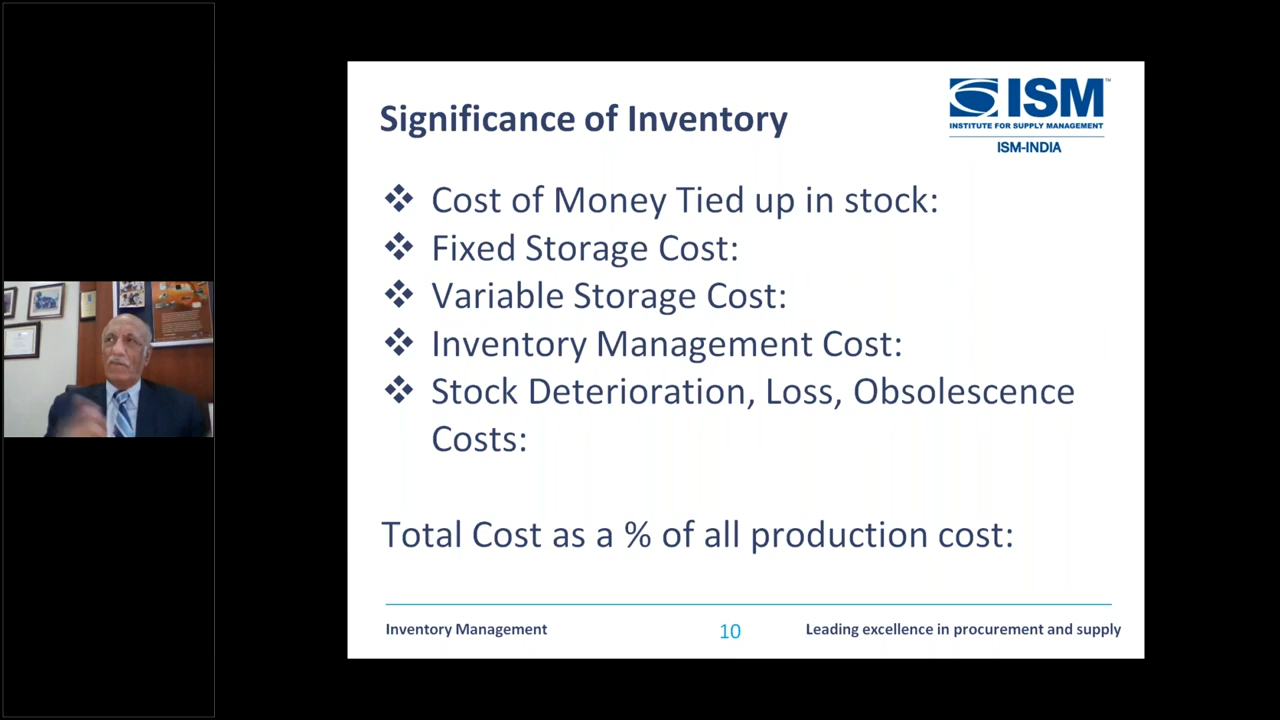 Significance of Inventory
ISM™
INSTITUTE FOR SUPPLY MANAGEMENT
ISM-INDIA
❖ Cost of Money Tied up in stock:
❖ Fixed Storage Cost:
❖ Variable Storage Cost:
❖ Inventory Management Cost:
❖ Stock Deterioration, Loss, Obsolescence
Costs:
Total Cost as a % of all production cost:
Inventory Management
10
Leading excellence in procurement and supply